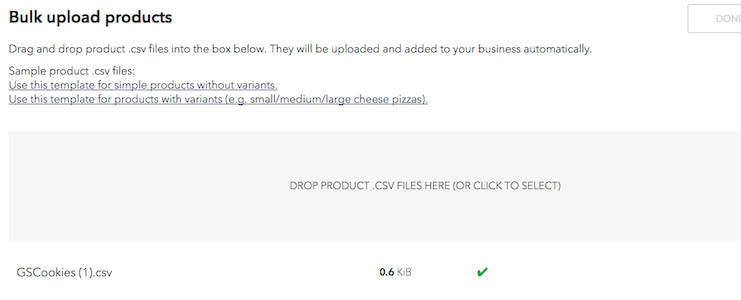 Bulk upload products
DONE
Drag and drop product .csv files into the box below. They will be uploaded and added to your business automatically.
Sample product .csv files:
Use this template for simple products without variants.
Use this template for products with variants (e.g. small/medium/large cheese pizzas).
DROP PRODUCT .CSV FILES HERE (OR CLICK TO SELECT)
GSCookies (1).csv 0.6 KiB ✔